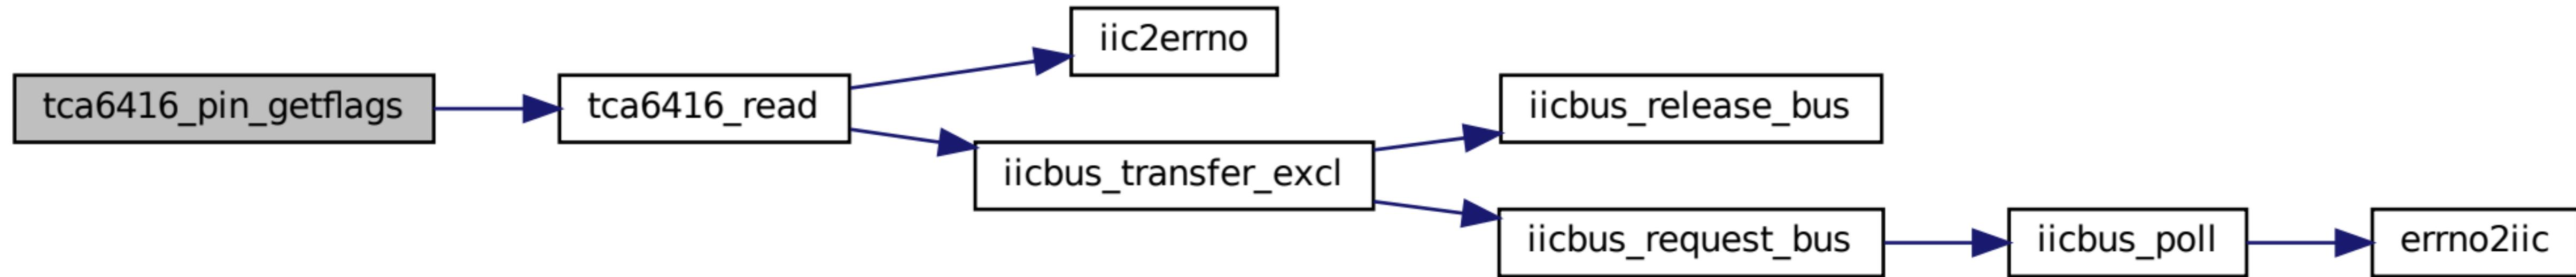 tca6416_pin_getflags
tca6416_read
iic2errno
iicbus_transfer_excl
iicbus_release_bus
iicbus_request_bus
iicbus_poll
errno2iic